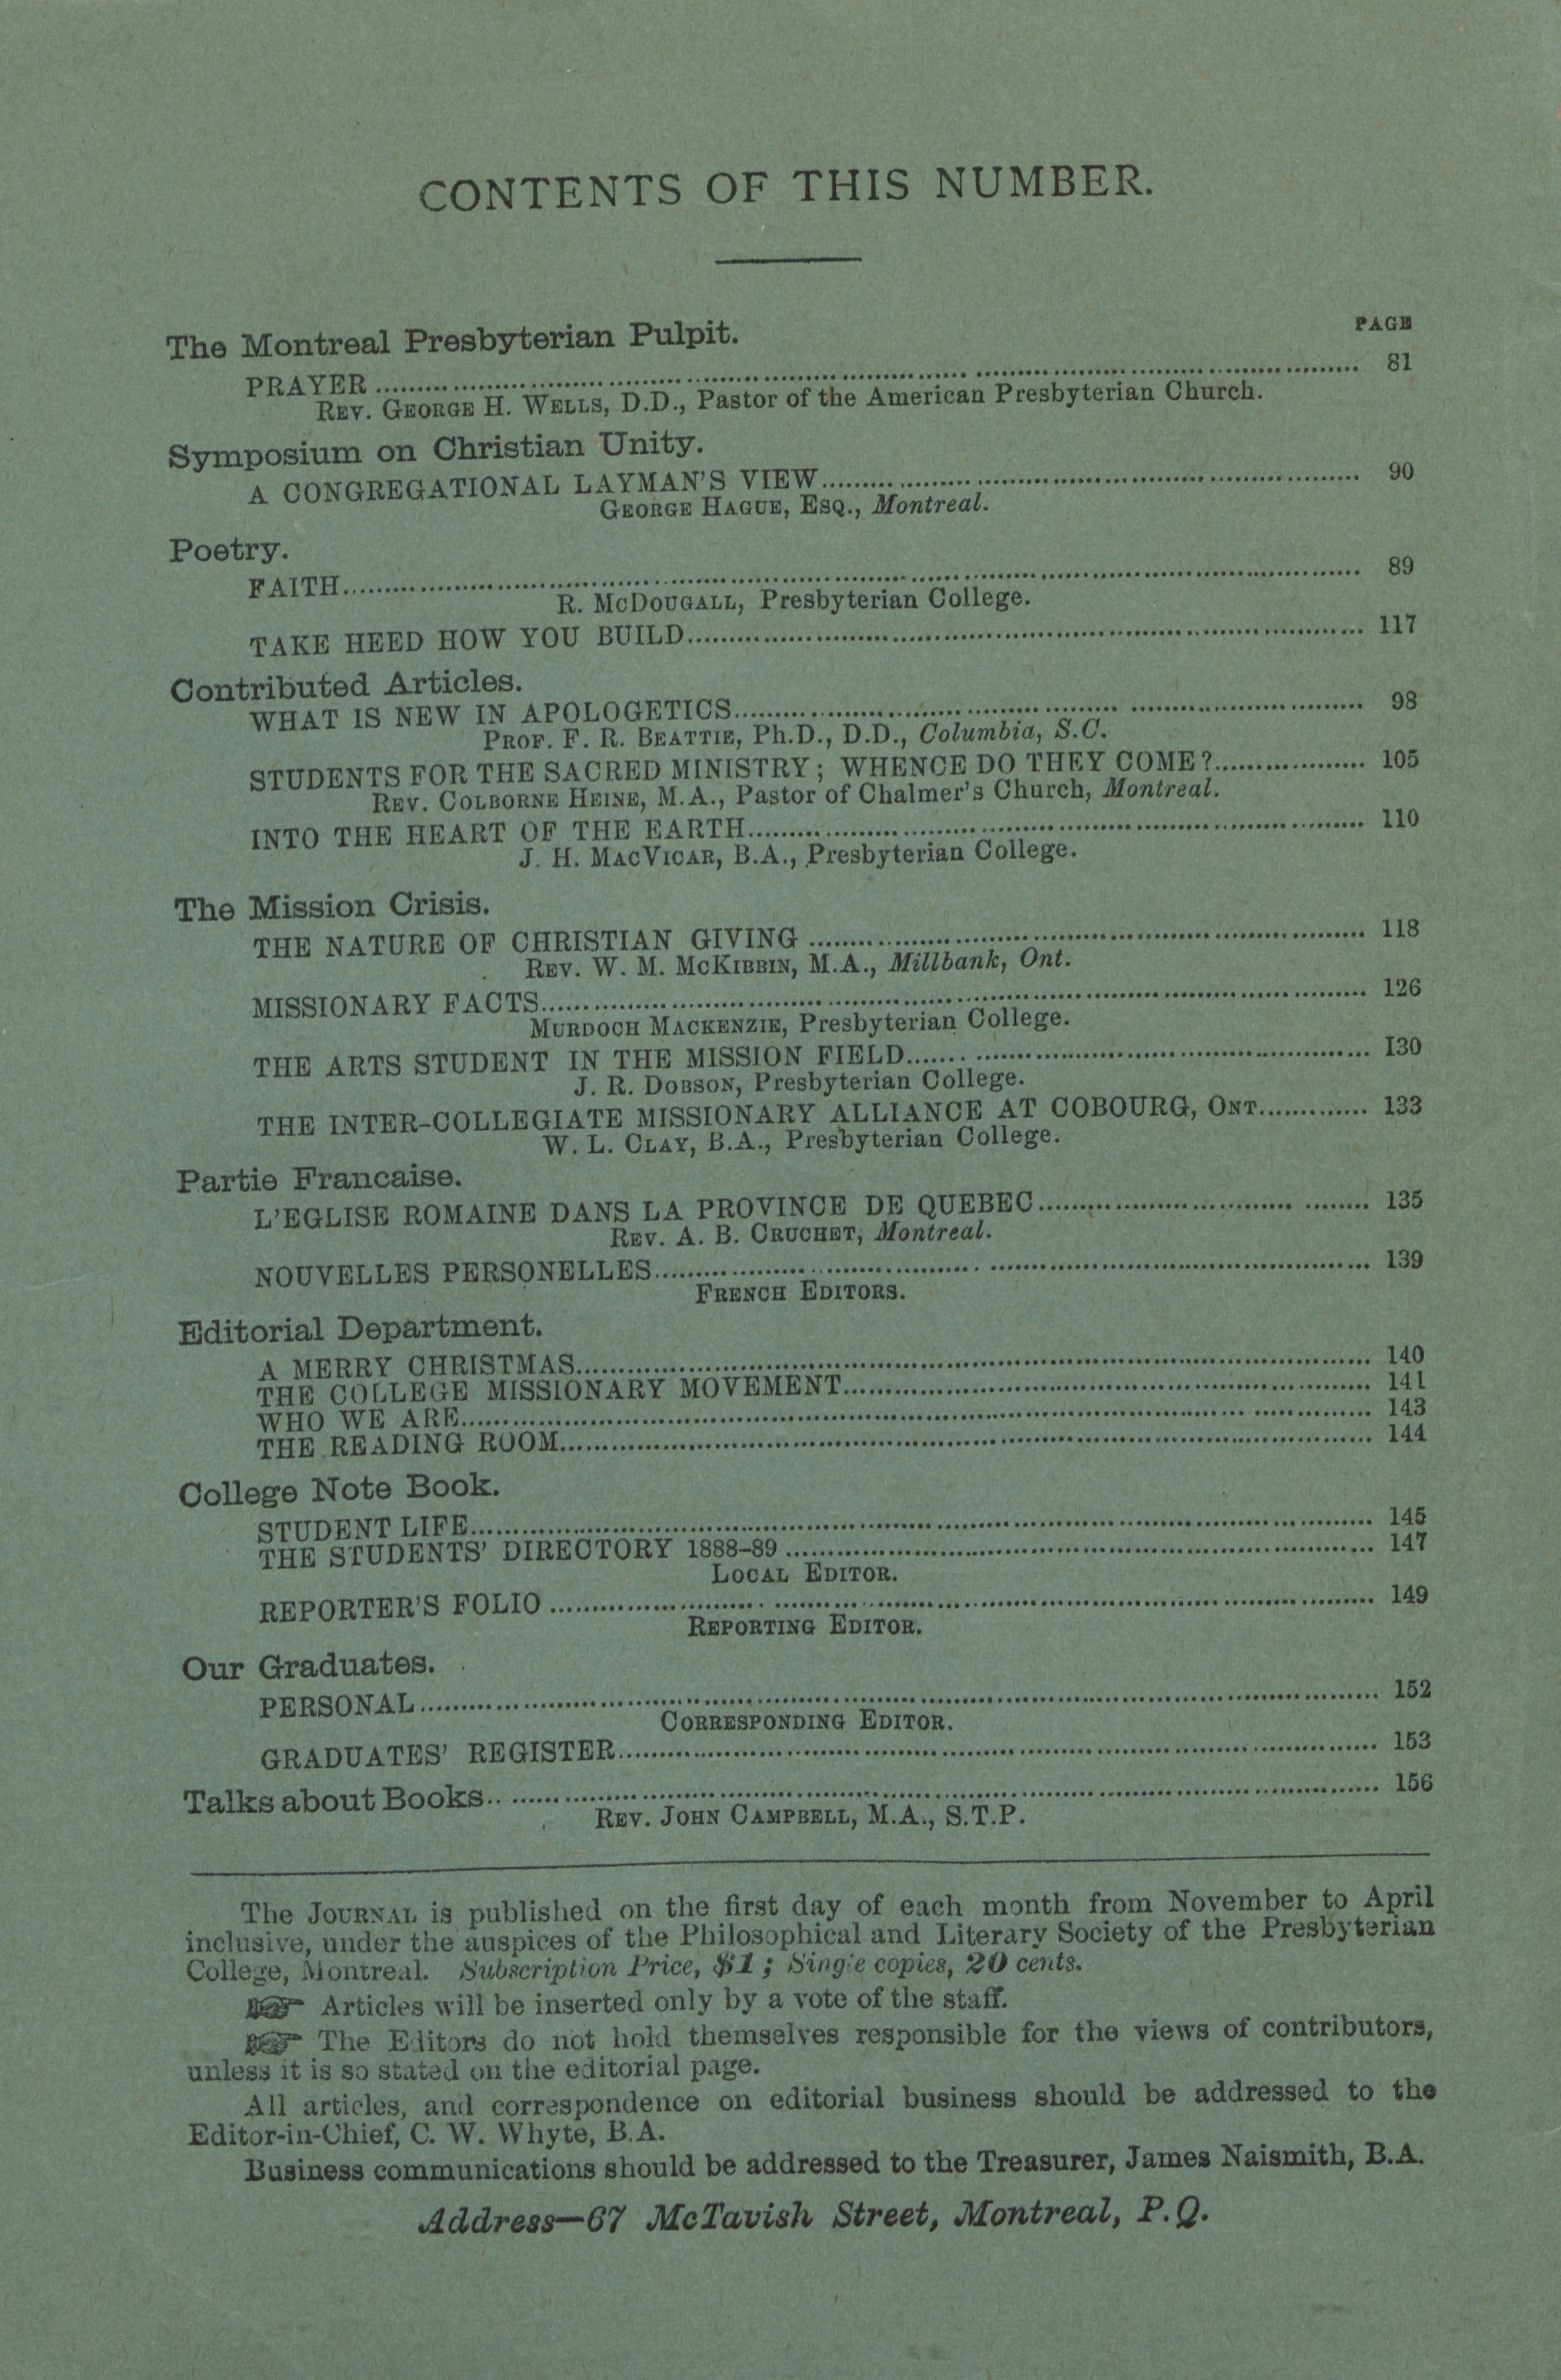 CONTENTS OF THIS NUMBER.
PAGE
The Montreal Presbyterian Pulpit.
PRAYER ........ 81
REV. GEORGE H. WELLS, D.D., Pastor of the American Presbyterian Church.
Symposium on Christian Unity.
A CONGREGATIONAL LAYMAN'S VIEW........ 90
GEORGE HAGUE, ESQ., Montreal.
Poetry.
FAITH........ 89
R. MCDOUGALL, Presbyterian College.
TAKE HEED HOW YOU BUILD........ 117
Contributed Articles.
WHAT IS NEW IN APOLOGETICS........ 98
PROF. F. R. BEATTIE, Ph.D., D.D., Columbia, S.C.
STUDENTS FOR THE SACRED MINISTRY; WHENCE DO THEY COME?........ 105
REV. COLBORNE HEINE, M.A., Pastor of Chalmer's Church, Montreal.
INTO THE HEART OF THE EARTH........ 110
J. H. MACVICAR, B.A., Presbyterian College.
The Mission Crisis.
THE NATURE OF CHRISTIAN GIVING ........ 118
REV. W. M. MCKIBBIN, M.A., Millbank, Ont.
MISSIONARY FACTS........ 126
MURDOCH MACKENZIE, Presbyterian College.
THE ARTS STUDENT IN THE MISSION FIELD........ 130
J. R. DOBSON, Presbyterian College.
THE INTER-COLLEGIATE MISSIONARY ALLIANCE AT COBOURG, ONT........ 133
W. L. CLAY, B.A., Presbyterian College.
Partie Francaise.
L'EGLISE ROMAINE DANS LA PROVINCE DE QUEBEC........ 135
REV. A. B. CRUCHET, Montreal.
NOUVELLES PERSONELLES........ 139
FRENCH EDITORS.
Editorial Department.
A MERRY CHRISTMAS........ 140
THE COLLEGE MISSIONARY MOVEMENT........ 141
WHO WE ARE........ 143
THE READING ROOM........ 144
College Note Book.
STUDENT LIFE........ 145
THE STUDENTS' DIRECTORY 1888-89 ........ 147
LOCAL EDITOR.
REPORTER'S FOLIO ........ 149
REPORTING EDITOR.
Our Graduates.
PERSONAL........ 152
CORRESPONDING EDITOR.
GRADUATES' REGISTER........ 153
Talks about Books........ 156
REV. JOHN CAMPBELL, M.A., S.T.P.
The JOURNAL is published on the first day of each month from November to April
inclusive, under the auspices of the Philosophical and Literary Society of the Presbyterian
College, Montreal. Subscription Price, $1; Single copies, 20 cents.
☞ Articles will be inserted only by a vote of the staff.
☞ The Editors do not hold themselves responsible for the views of contributors,
unless it is so stated on the editorial page.
All articles, and correspondence on editorial business should be addressed to the
Editor-in-Chief, C. W. Whyte, B.A.
Business communications should be addressed to the Treasurer, James Naismith, B.A.
Address—67 McTavish Street, Montreal, P.Q.